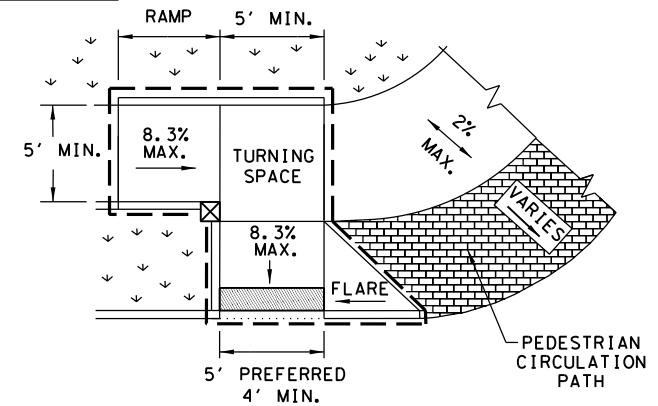 RAMP
5' MIN.
5' MIN.
8.3%
MAX.
TURNING
SPACE
2%
MAX.
VARIES
8.3%
MAX.
FLARE
PEDESTRIAN
CIRCULATION
PATH
5' PREFERRED
4' MIN.